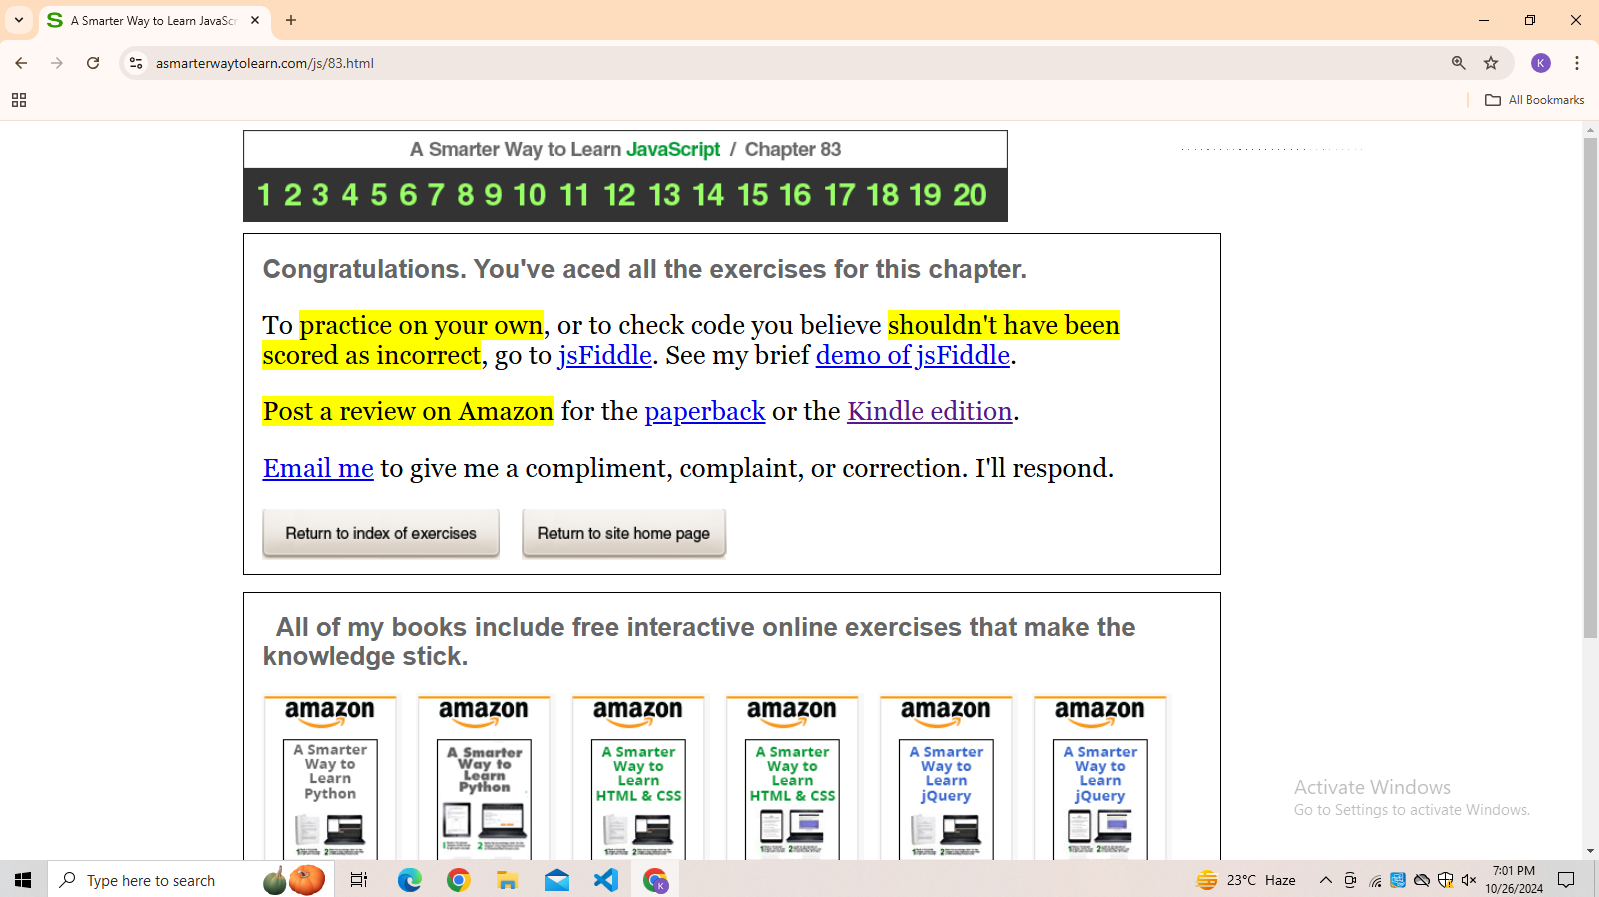 A Smarter Way to Learn JavaScr
asmarterwaytolearn.com/js/83.html
K
All Bookmarks
A Smarter Way to Learn JavaScript / Chapter 83
1 2 3 4 5 6 7 8 9 10 11 12 13 14 15 16 17 18 19 20
Congratulations. You've aced all the exercises for this chapter.
To practice on your own, or to check code you believe shouldn't have been
scored as incorrect, go to jsFiddle. See my brief demo of jsFiddle.
Post a review on Amazon for the paperback or the Kindle edition.
Email me to give me a compliment, complaint, or correction. I'll respond.
Return to index of exercises Return to site home page
All of my books include free interactive online exercises that make the
knowledge stick.
amazon amazon amazon amazon amazon amazon
A Smarter Way to Learn Python
A Smarter Way to Learn Python
A Smarter Way to Learn HTML & CSS
A Smarter Way to Learn HTML & CSS
A Smarter Way to Learn jQuery
A Smarter Way to Learn jQuery
Activate Windows
Go to Settings to activate Windows.
Type here to search
K
23°C Haze
7:01 PM
10/26/2024